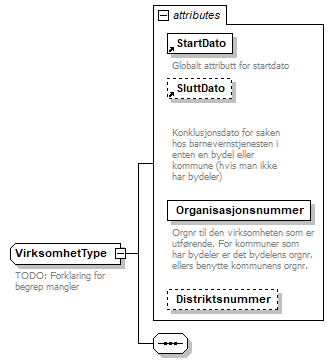 attributes
StartDato
Globalt attributt for startdato
SluttDato
Konklusjonsdato for saken
hos barnevernstjenesten i
enten en bydel eller
kommune (hvis man ikke
har bydeler)
Organisasjonsnummer
Orgnr til den virksomheten som er
utførende. For kommuner som
har bydeler er det bydelens orgnr,
ellers benytte kommunens orgnr.
Distriktsnummer
VirksomhetType
TODO: Forklaring for
begrep mangler